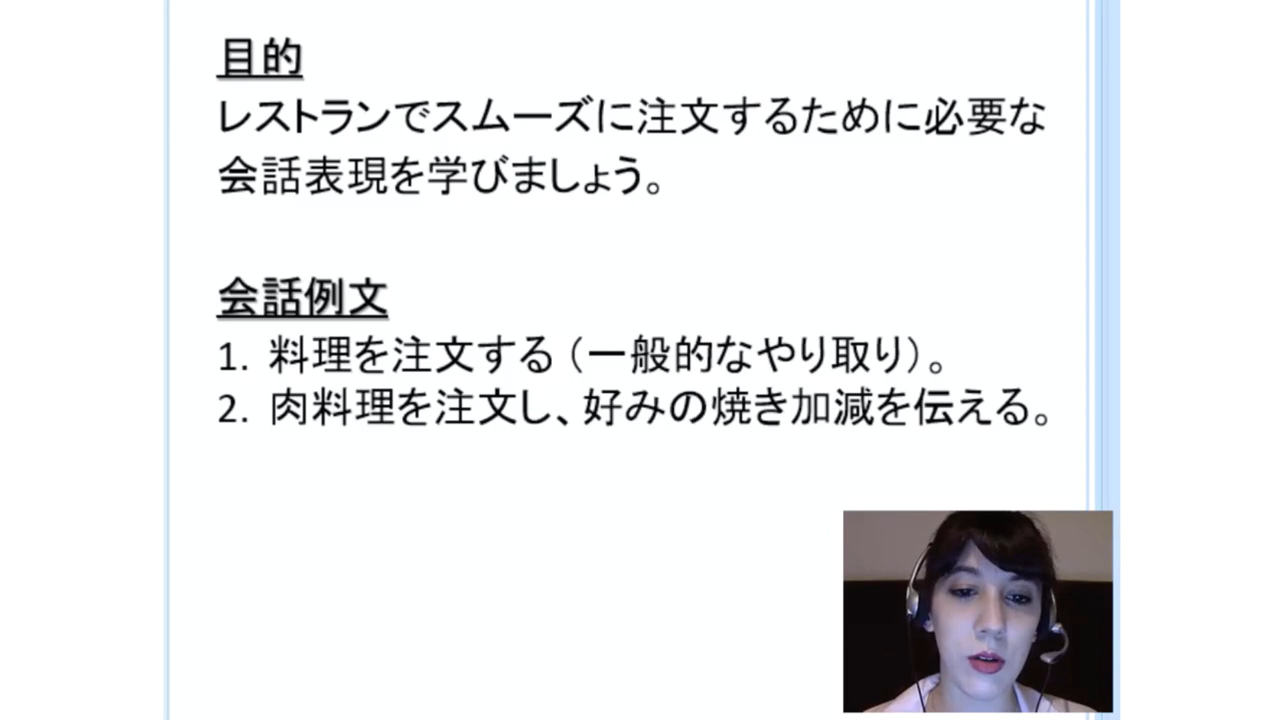 目的
レストランでスムーズに注文するために必要な
会話表現を学びましょう。
会話例文
1. 料理を注文する（一般的なやり取り）。
2. 肉料理を注文し、好みの焼き加減を伝える。